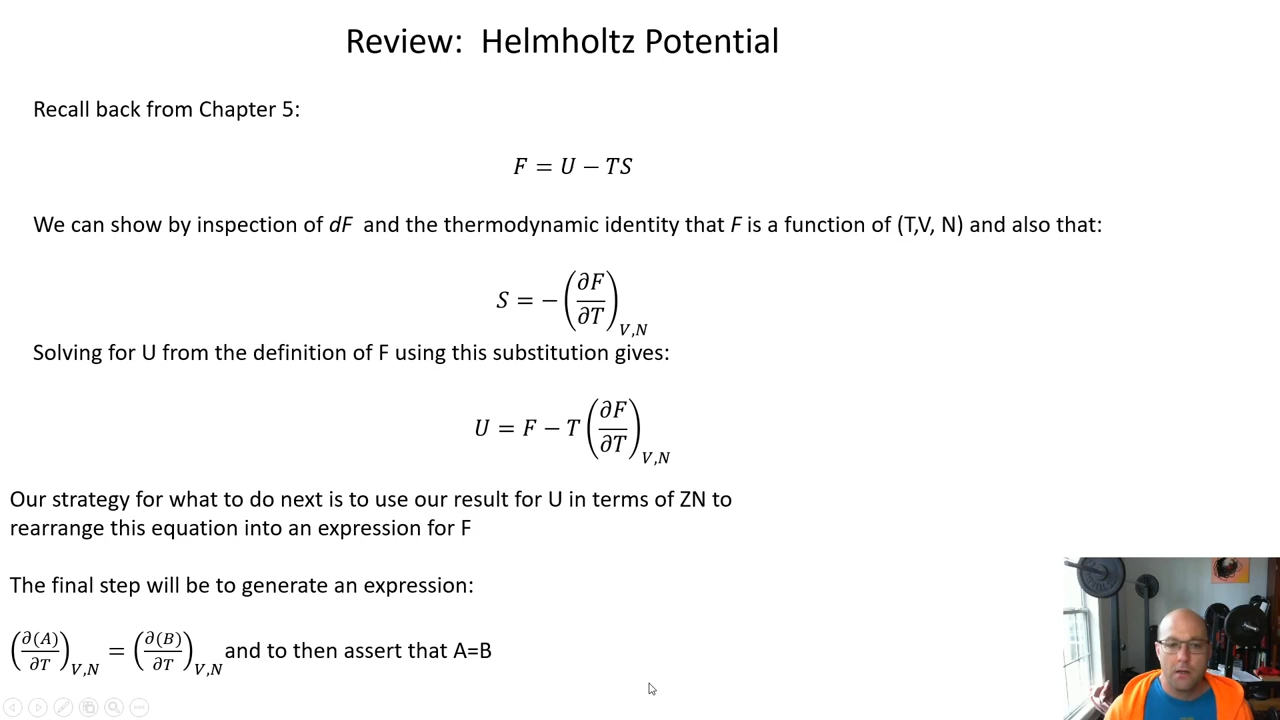 Review:  Helmholtz Potential
Recall back from Chapter 5:
F = U − TS
We can show by inspection of dF  and the thermodynamic identity that F is a function of (T,V, N) and also that:
S = −(∂F/∂T)_{V,N}
Solving for U from the definition of F using this substitution gives:
U = F − T(∂F/∂T)_{V,N}
Our strategy for what to do next is to use our result for U in terms of ZN to
rearrange this equation into an expression for F
The final step will be to generate an expression:
(∂(A)/∂T)_{V,N} = (∂(B)/∂T)_{V,N} and to then assert that A=B